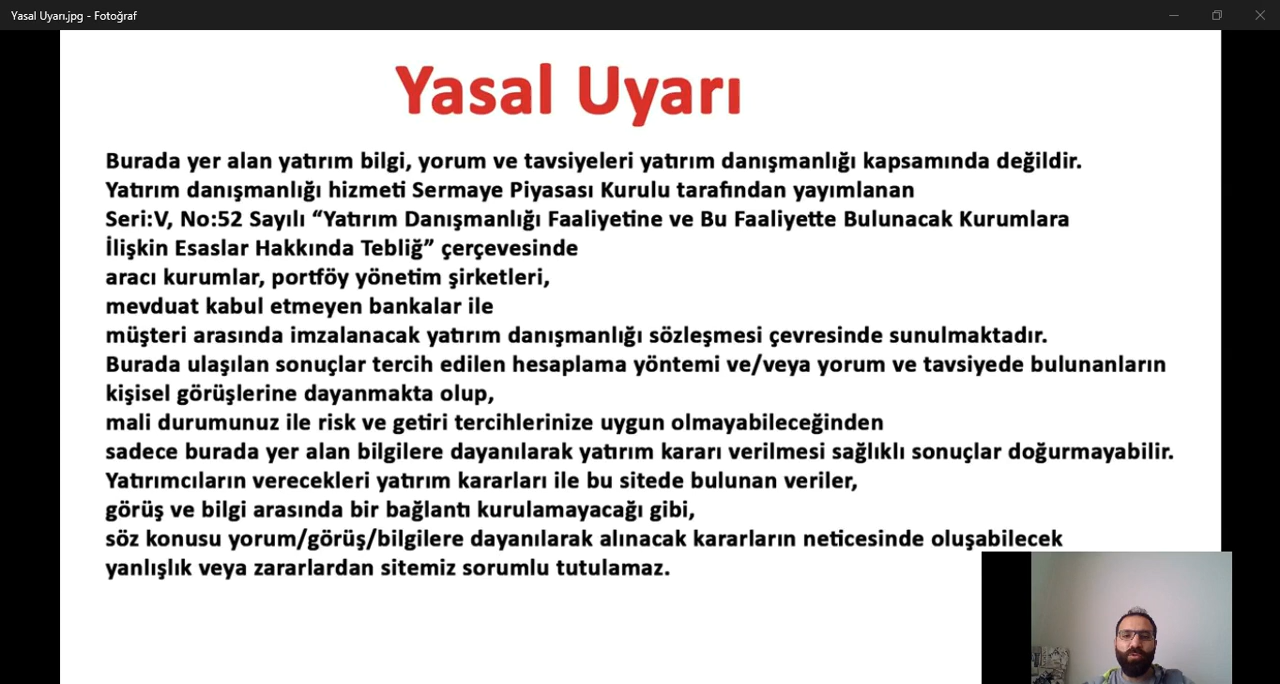 Yasal Uyarı.jpg - Fotoğraf
Yasal Uyarı
Burada yer alan yatırım bilgi, yorum ve tavsiyeleri yatırım danışmanlığı kapsamında değildir.
Yatırım danışmanlığı hizmeti Sermaye Piyasası Kurulu tarafından yayımlanan
Seri:V, No:52 Sayılı “Yatırım Danışmanlığı Faaliyetine ve Bu Faaliyette Bulunacak Kurumlara
İlişkin Esaslar Hakkında Tebliğ” çerçevesinde
aracı kurumlar, portföy yönetim şirketleri,
mevduat kabul etmeyen bankalar ile
müşteri arasında imzalanacak yatırım danışmanlığı sözleşmesi çevresinde sunulmaktadır.
Burada ulaşılan sonuçlar tercih edilen hesaplama yöntemi ve/veya yorum ve tavsiyede bulunanların
kişisel görüşlerine dayanmakta olup,
mali durumunuz ile risk ve getiri tercihlerinize uygun olmayabileceğinden
sadece burada yer alan bilgilere dayanılarak yatırım kararı verilmesi sağlıklı sonuçlar doğurmayabilir.
Yatırımcıların verecekleri yatırım kararları ile bu sitede bulunan veriler,
görüş ve bilgi arasında bir bağlantı kurulamayacağı gibi,
söz konusu yorum/görüş/bilgilere dayanılarak alınacak kararların neticesinde oluşabilecek
yanlışlık veya zararlardan sitemiz sorumlu tutulamaz.